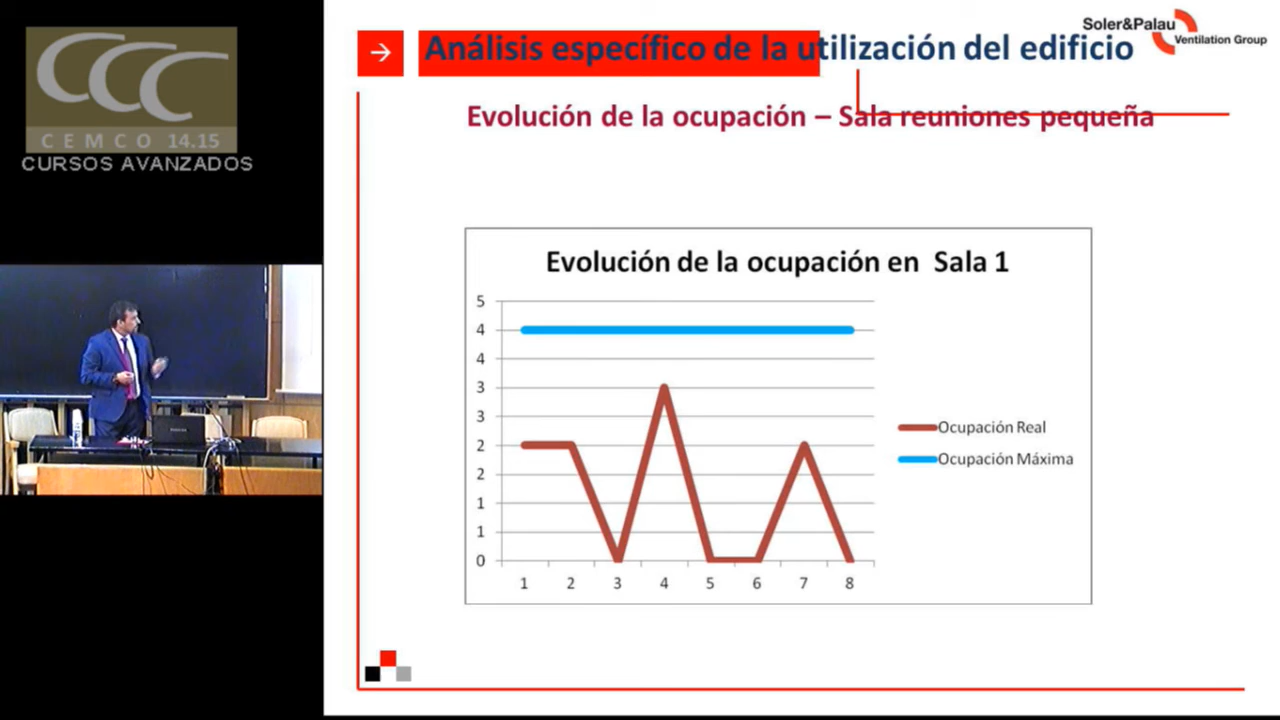 CCC
CEMCO 14.15
CURSOS AVANZADOS
Soler&Palau
Ventilation Group
Análisis específico de la utilización del edificio
Evolución de la ocupación – Sala reuniones pequeña
Evolución de la ocupación en Sala 1
5
4
4
3
3
2
2
1
1
0
1 2 3 4 5 6 7 8
Ocupación Real
Ocupación Máxima